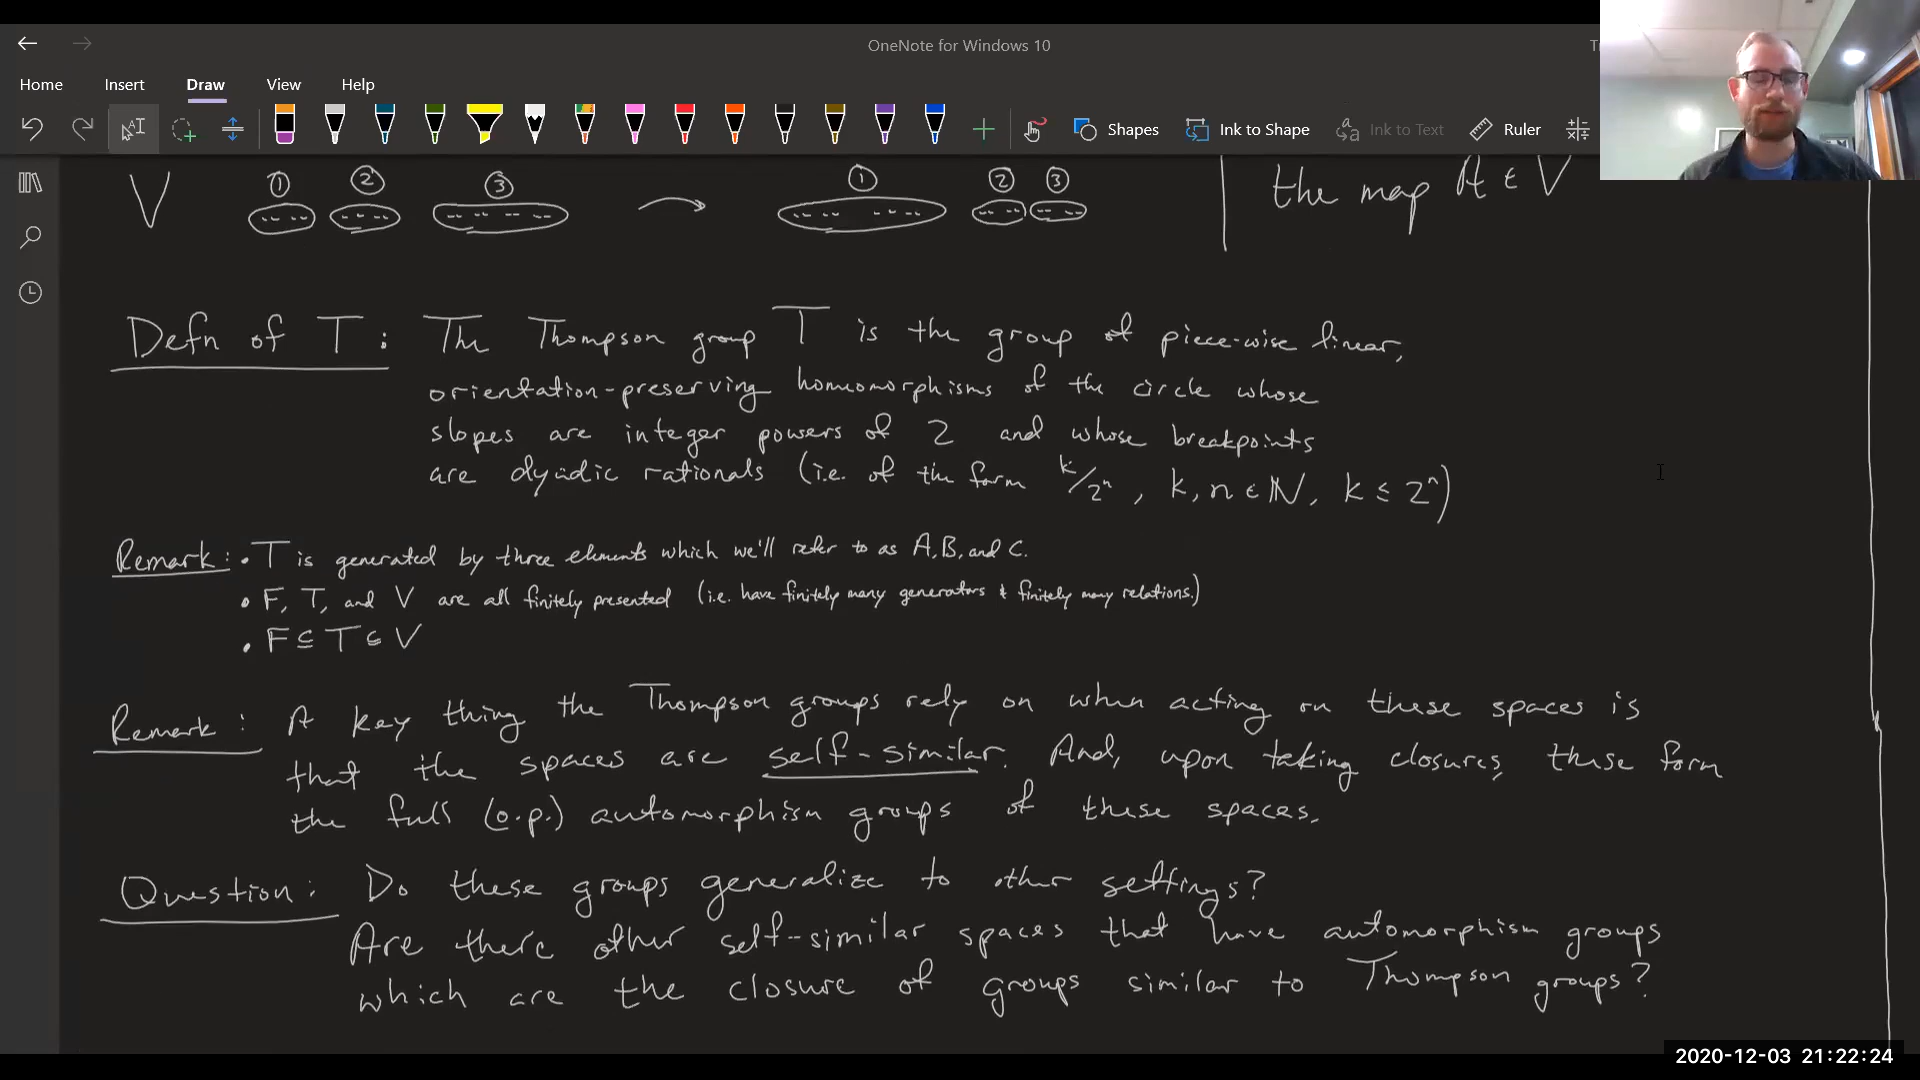 OneNote for Windows 10
Tr
Home Insert Draw View Help
Shapes Ink to Shape Ink to Text Ruler
V ① ② ③ → ① ② ③ the map A ∈ V
Defn of T: The Thompson group T is the group of piece-wise linear,
orientation-preserving homeomorphisms of the circle whose
slopes are integer powers of 2 and whose breakpoints
are dyadic rationals (i.e. of the form k/2ⁿ, k, n ∈ ℕ, k ≤ 2ⁿ)
Remark: • T is generated by three elements which we'll refer to as A, B, and C.
• F, T, and V are all finitely presented (i.e. have finitely many generators & finitely many relations.)
• F ⊆ T ⊆ V
Remark: A key thing the Thompson groups rely on when acting on these spaces is
that the spaces are self-similar. And, upon taking closures, these form
the full (o.p.) automorphism groups of these spaces.
Question: Do these groups generalize to other settings?
Are there other self-similar spaces that have automorphism groups
which are the closure of groups similar to Thompson groups?
2020-12-03 21:22:24